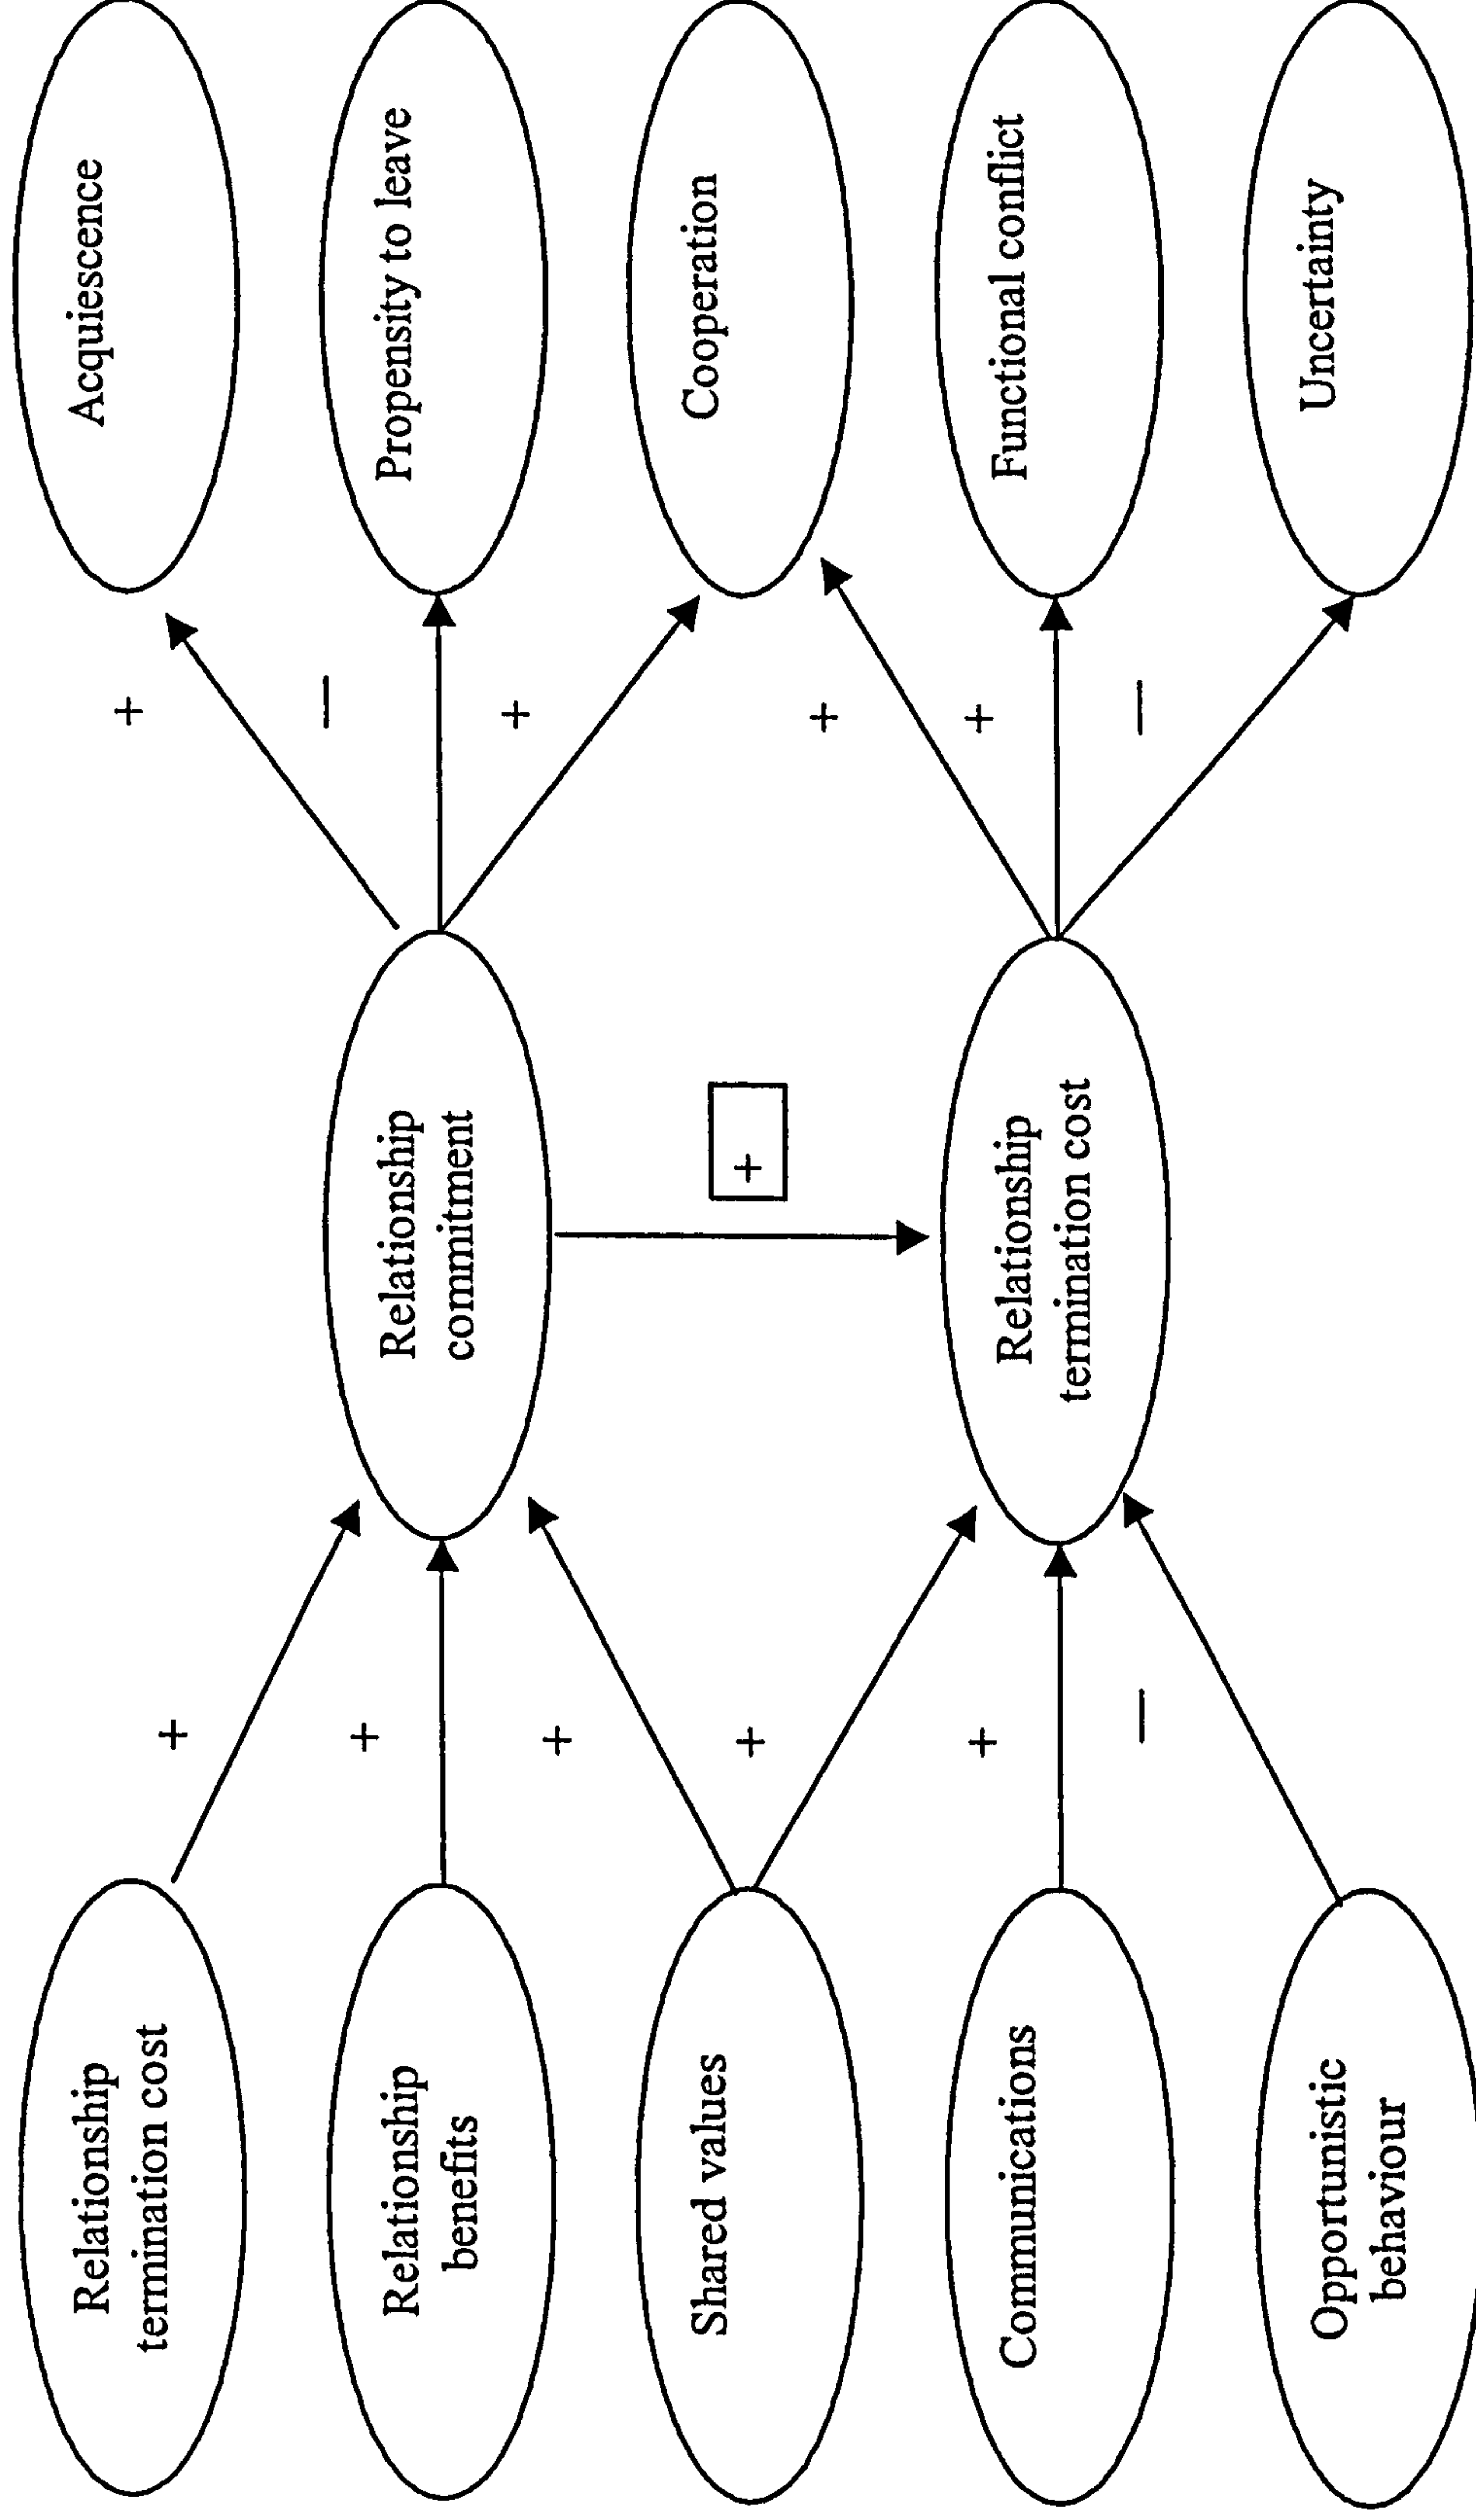 Relationship
termination cost
Relationship
benefits
Shared values
Communications
Opportunistic
behaviour
+
+
+
+
+
—
Relationship
commitment
+
Relationship
termination cost
+
—
+
+
+
—
Acquiescence
Propensity to leave
Cooperation
Functional conflict
Uncertainty